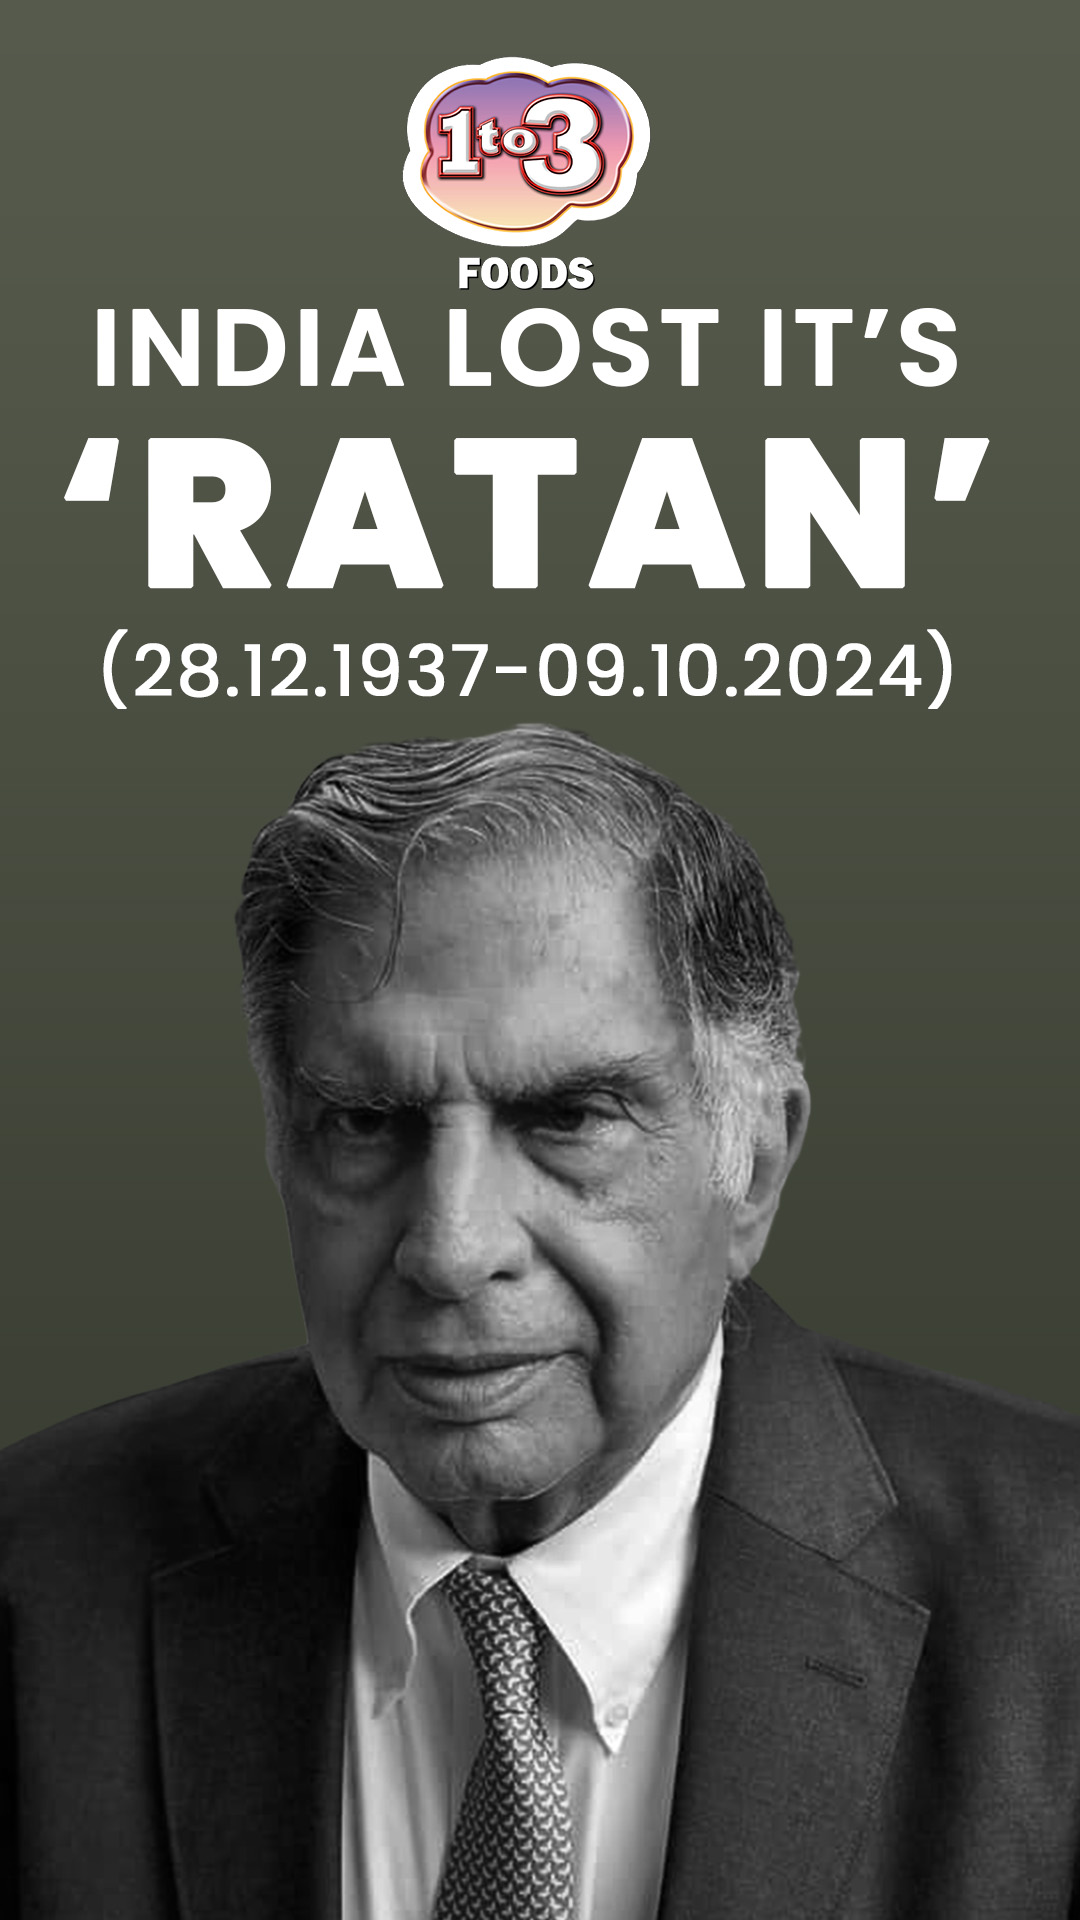 1to3
FOODS
INDIA LOST IT’S
‘RATAN’
(28.12.1937-09.10.2024)